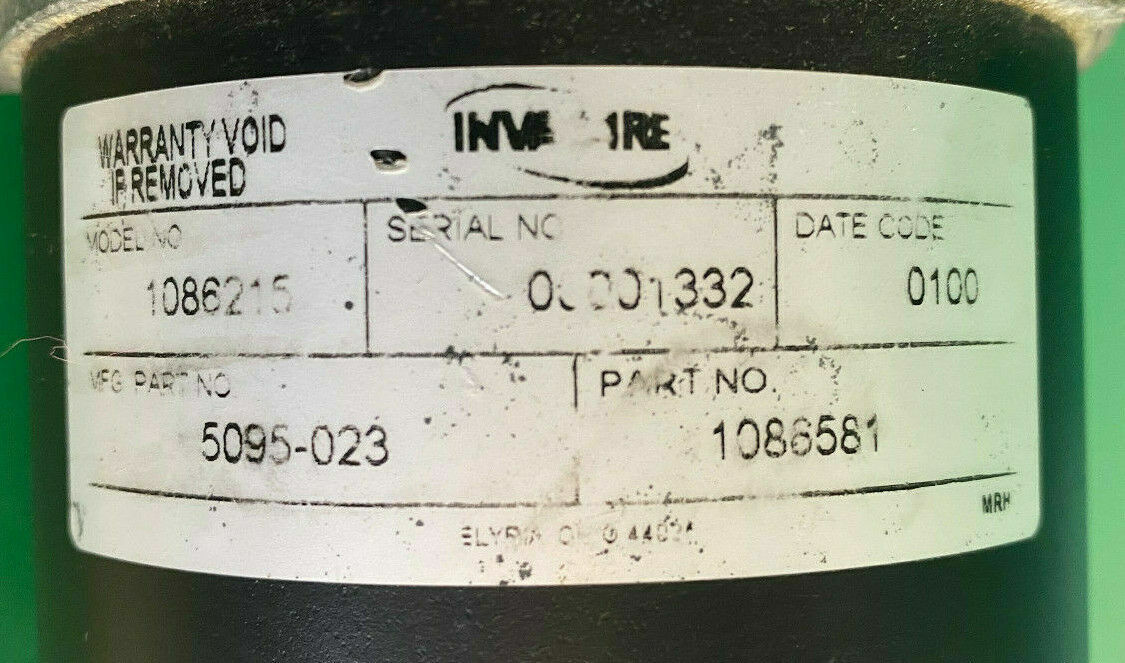 WARRANTY VOID
IF REMOVED
MODEL NO
SERIAL NO
DATE CODE
1086215
0100
MFG PART NO
PART NO.
5095-023
1086581
MRH
ELYRIA